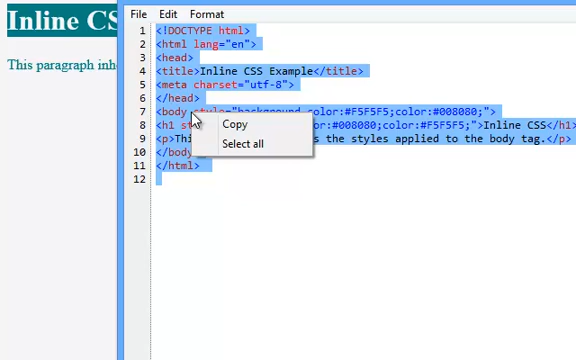 Inline CS
This paragraph inh
File Edit Format
1 <!DOCTYPE html>
2 <html lang="en">
3 <head>
4 <title>Inline CSS Example</title>
5 <meta charset="utf-8">
6 </head>
7 <body style="background-color:#F5F5F5;color:#008080;">
8 <h1 st :#008080;color:#F5F5F5;">Inline CSS</h1>
9 <p>Thi s the styles applied to the body tag.</p>
10 </body
11 </html>
12
Copy
Select all